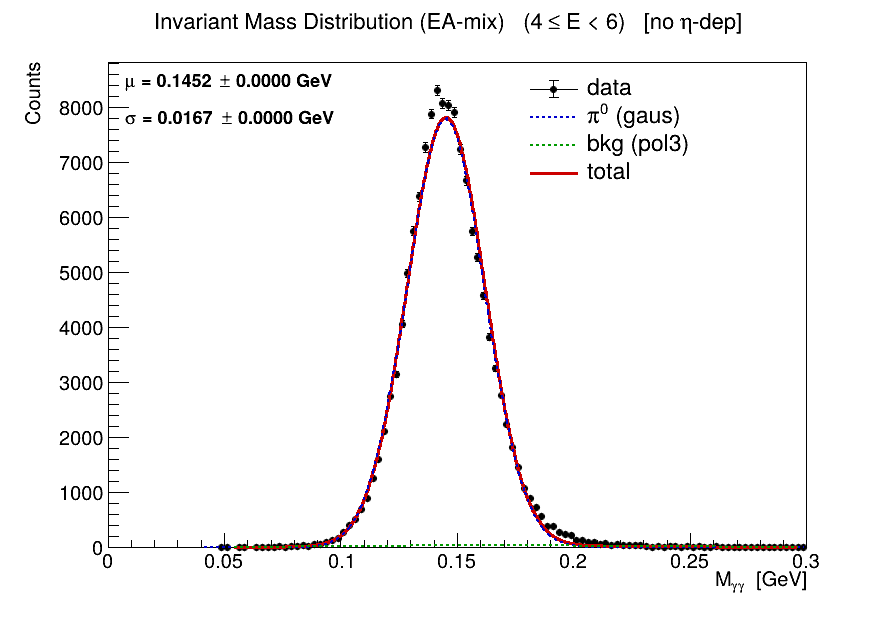 Invariant Mass Distribution (EA-mix) (4 ≤ E < 6) [no η-dep]
Counts
μ = 0.1452 ± 0.0000 GeV
σ = 0.0167 ± 0.0000 GeV
data
π⁰ (gaus)
bkg (pol3)
total
8000
7000
6000
5000
4000
3000
2000
1000
0
0 0.05 0.1 0.15 0.2 0.25 0.3
Mγγ [GeV]